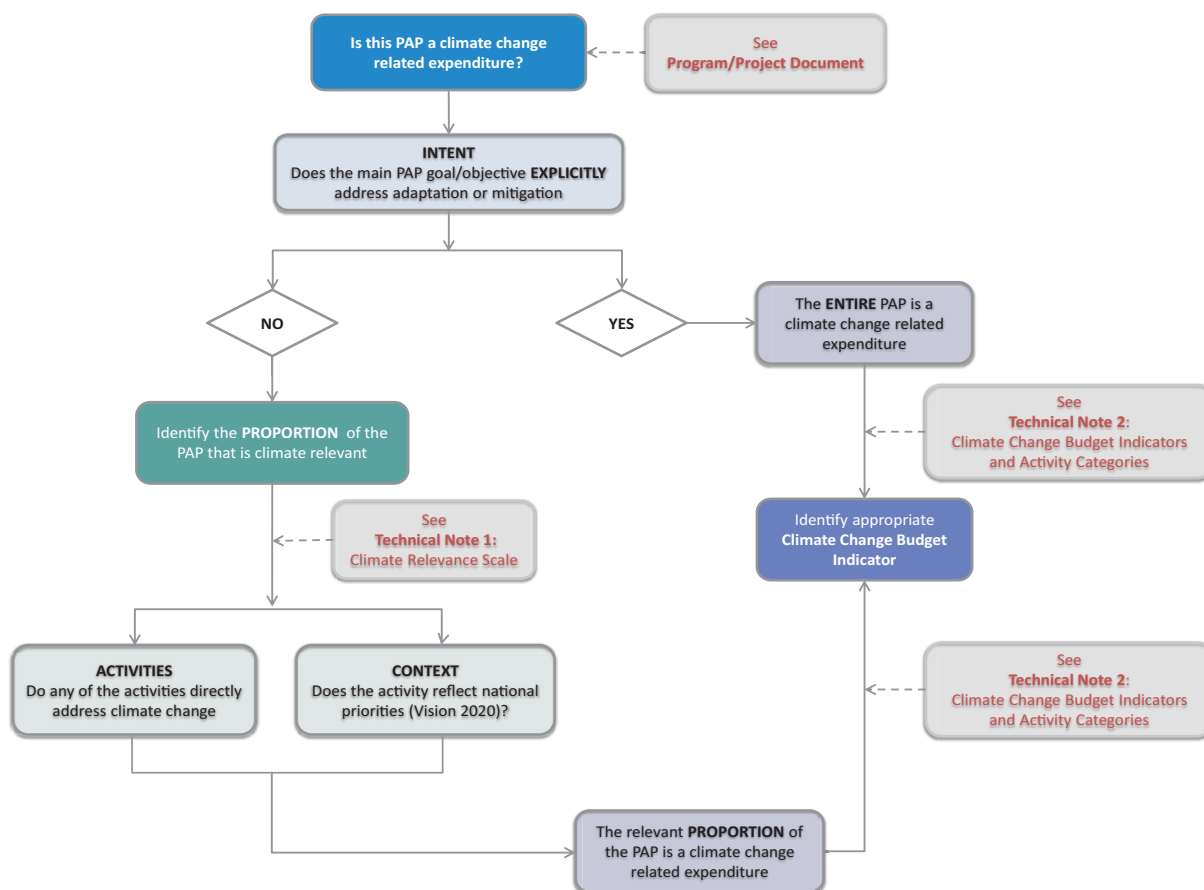 Is this PAP a climate change
related expenditure?
See
Program/Project Document
INTENT
Does the main PAP goal/objective EXPLICITLY
address adaptation or mitigation
NO
YES
The ENTIRE PAP is a
climate change related
expenditure
Identify the PROPORTION of the
PAP that is climate relevant
See
Technical Note 2:
Climate Change Budget Indicators
and Activity Categories
See
Technical Note 1:
Climate Relevance Scale
Identify appropriate
Climate Change Budget
Indicator
ACTIVITIES
Do any of the activities directly
address climate change
CONTEXT
Does the activity reflect national
priorities (Vision 2020)?
See
Technical Note 2:
Climate Change Budget Indicators
and Activity Categories
The relevant PROPORTION of
the PAP is a climate change
related expenditure